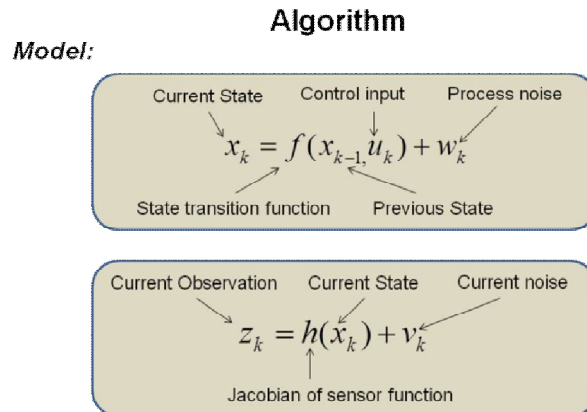 Algorithm
Model:
Current State Control input Process noise
x_k = f(x_{k-1,}u_k) + w_k
State transition function Previous State
Current Observation Current State Current noise
z_k = h(x_k) + v_k
Jacobian of sensor function